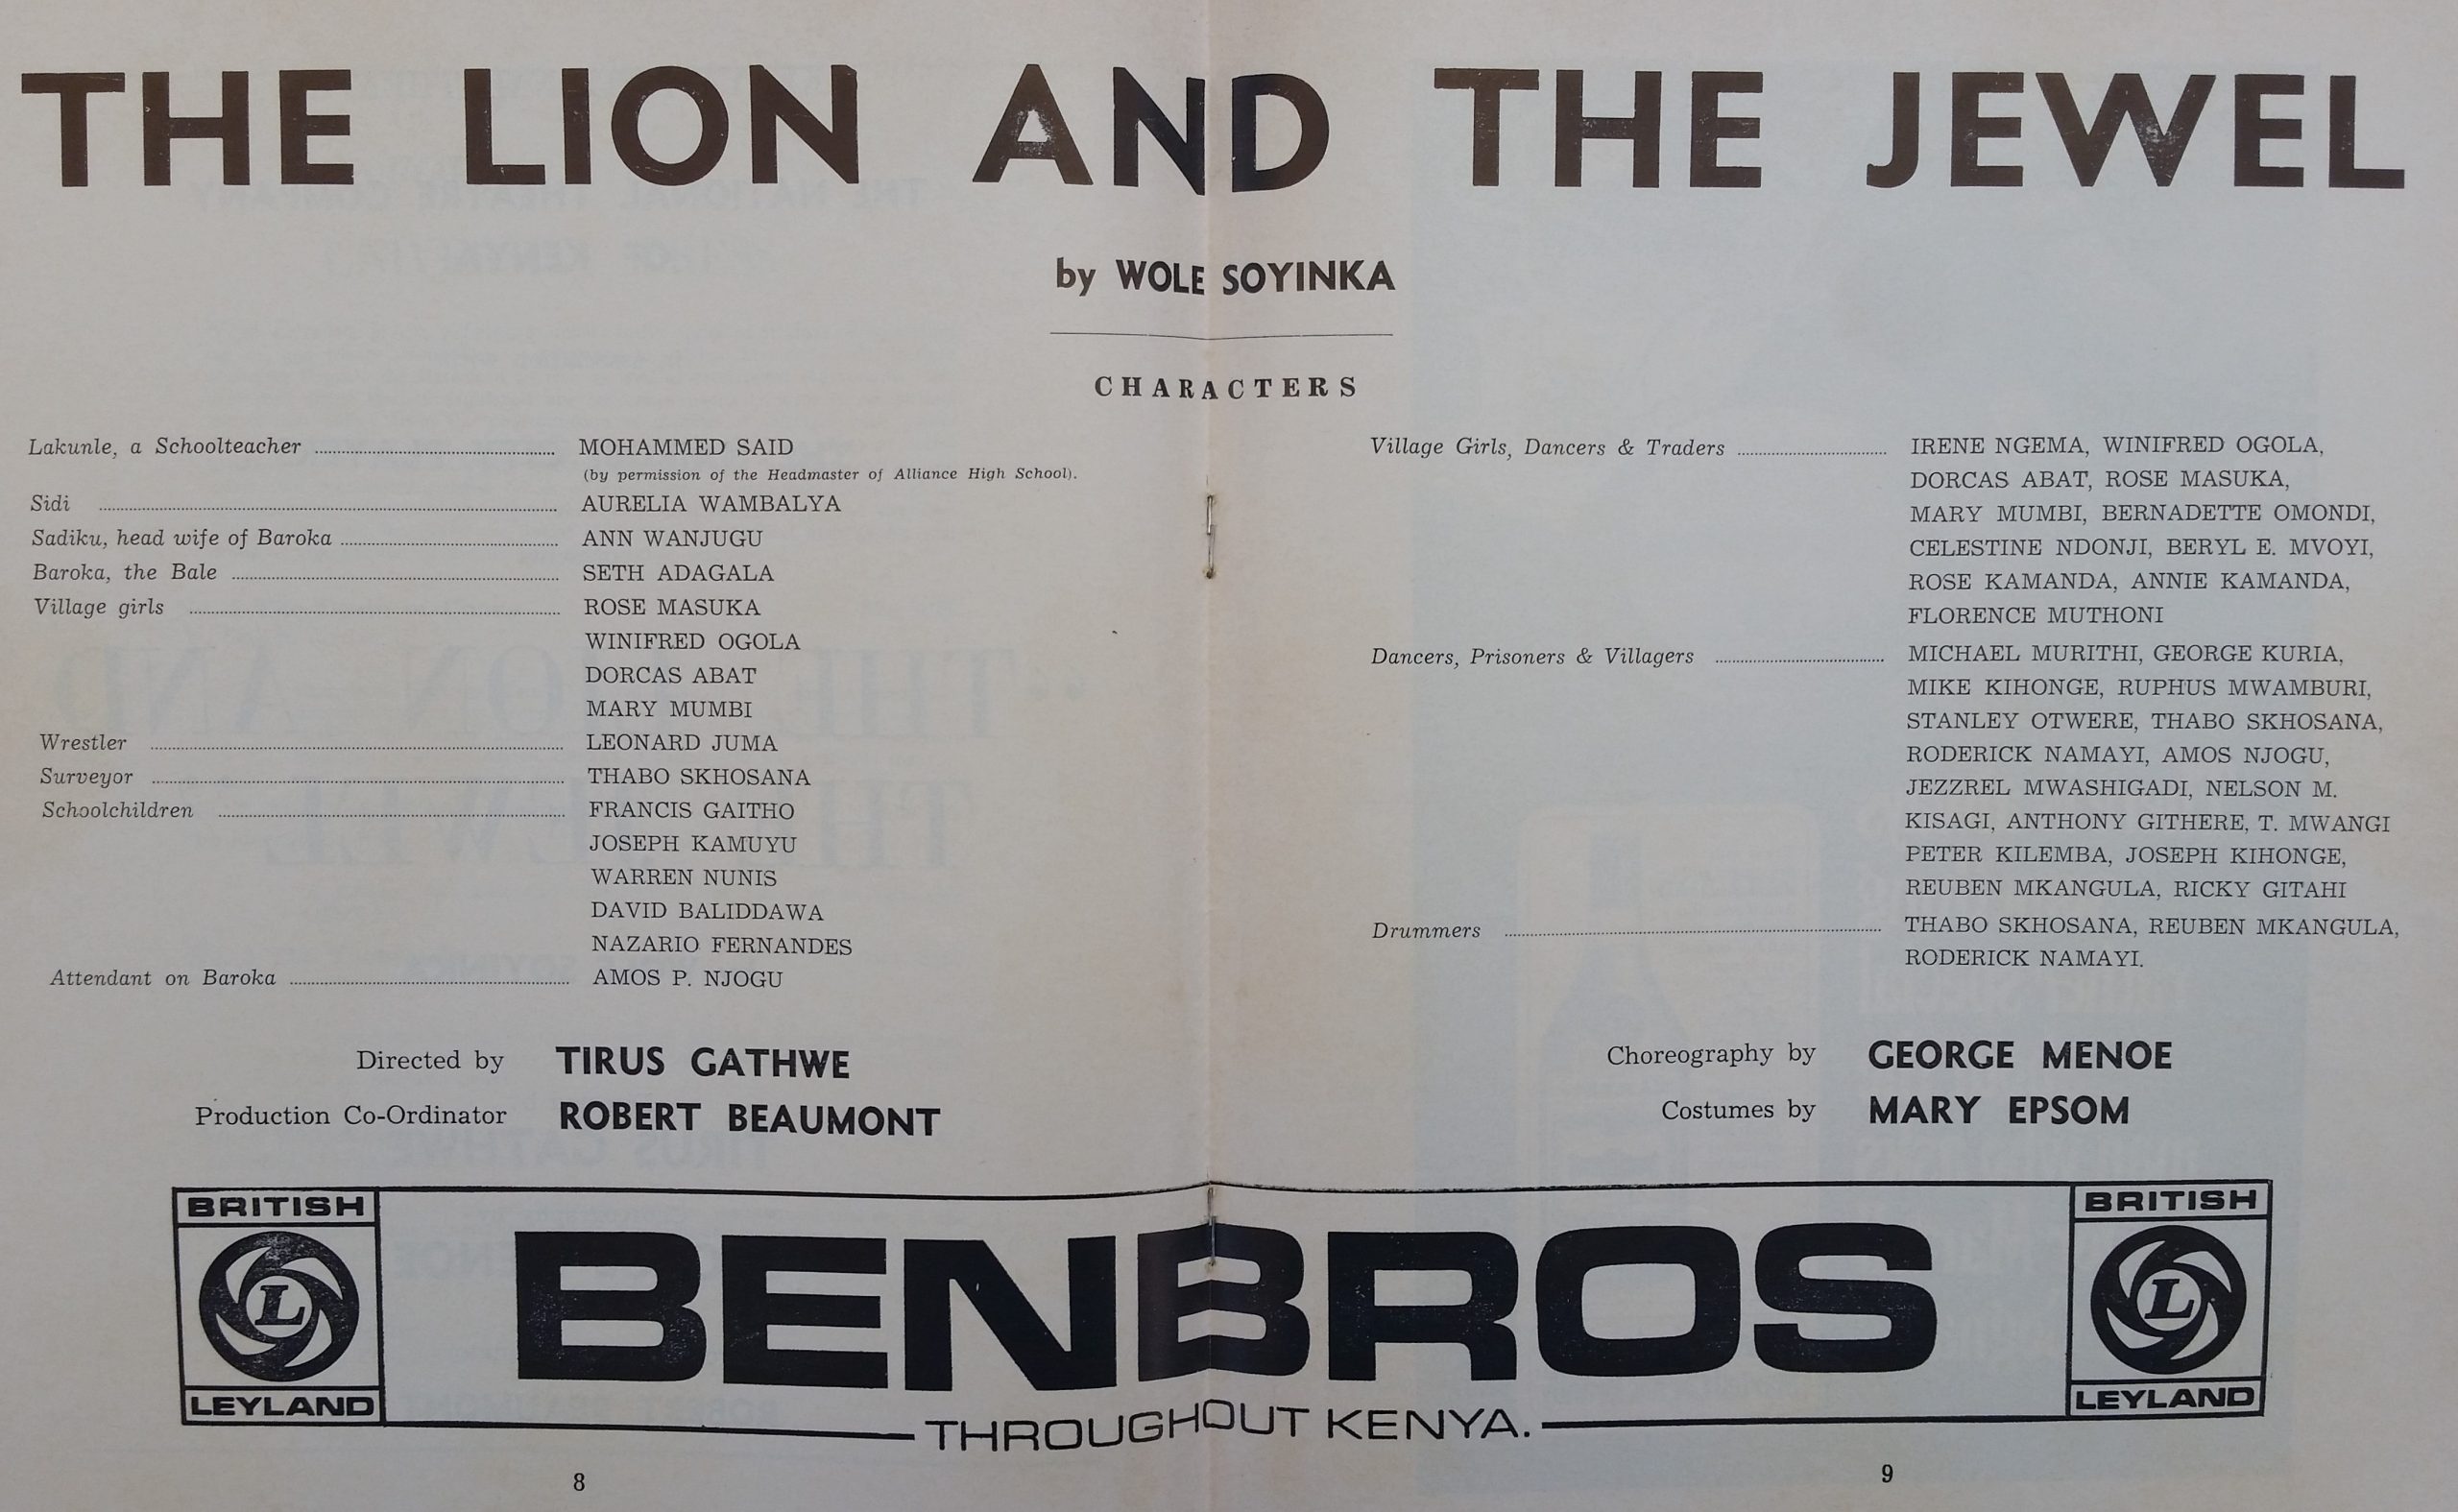 THE LION AND THE JEWEL
by WOLE SOYINKA
CHARACTERS
Lakunle, a Schoolteacher MOHAMMED SAID
(by permission of the Headmaster of Alliance High School).
Sidi AURELIA WAMBALYA
Sadiku, head wife of Baroka ANN WANJUGU
Baroka, the Bale SETH ADAGALA
Village girls ROSE MASUKA
WINIFRED OGOLA
DORCAS ABAT
MARY MUMBI
Wrestler LEONARD JUMA
Surveyor THABO SKHOSANA
Schoolchildren FRANCIS GAITHO
JOSEPH KAMUYU
WARREN NUNIS
DAVID BALIDDAWA
NAZARIO FERNANDES
Attendant on Baroka AMOS P. NJOGU
Village Girls, Dancers & Traders IRENE NGEMA, WINIFRED OGOLA,
DORCAS ABAT, ROSE MASUKA,
MARY MUMBI, BERNADETTE OMONDI,
CELESTINE NDONJI, BERYL E. MVOYI,
ROSE KAMANDA, ANNIE KAMANDA,
FLORENCE MUTHONI
Dancers, Prisoners & Villagers MICHAEL MURITHI, GEORGE KURIA,
MIKE KIHONGE, RUPHUS MWAMBURI,
STANLEY OTWERE, THABO SKHOSANA,
RODERICK NAMAYI, AMOS NJOGU,
JEZZREL MWASHIGADI, NELSON M.
KISAGI, ANTHONY GITHERE, T. MWANGI
PETER KILEMBA, JOSEPH KIHONGE,
REUBEN MKANGULA, RICKY GITAHI
Drummers THABO SKHOSANA, REUBEN MKANGULA,
RODERICK NAMAYI.
Directed by TIRUS GATHWE
Production Co-Ordinator ROBERT BEAUMONT
Choreography by GEORGE MENOE
Costumes by MARY EPSOM
BRITISH
L
LEYLAND
BENBROS
THROUGHOUT KENYA.
BRITISH
L
LEYLAND
8
9